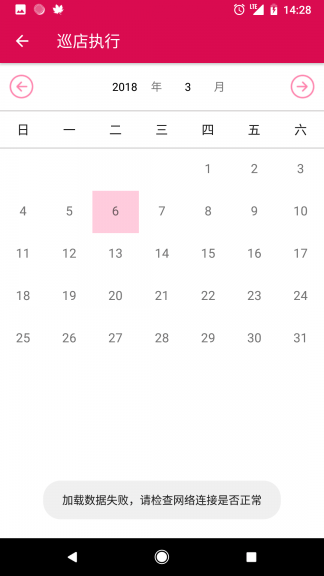 LTE 14:28
巡店执行
2018 年 3 月
日 一 二 三 四 五 六
1 2 3
4 5 6 7 8 9 10
11 12 13 14 15 16 17
18 19 20 21 22 23 24
25 26 27 28 29 30 31
加载数据失败，请检查网络连接是否正常